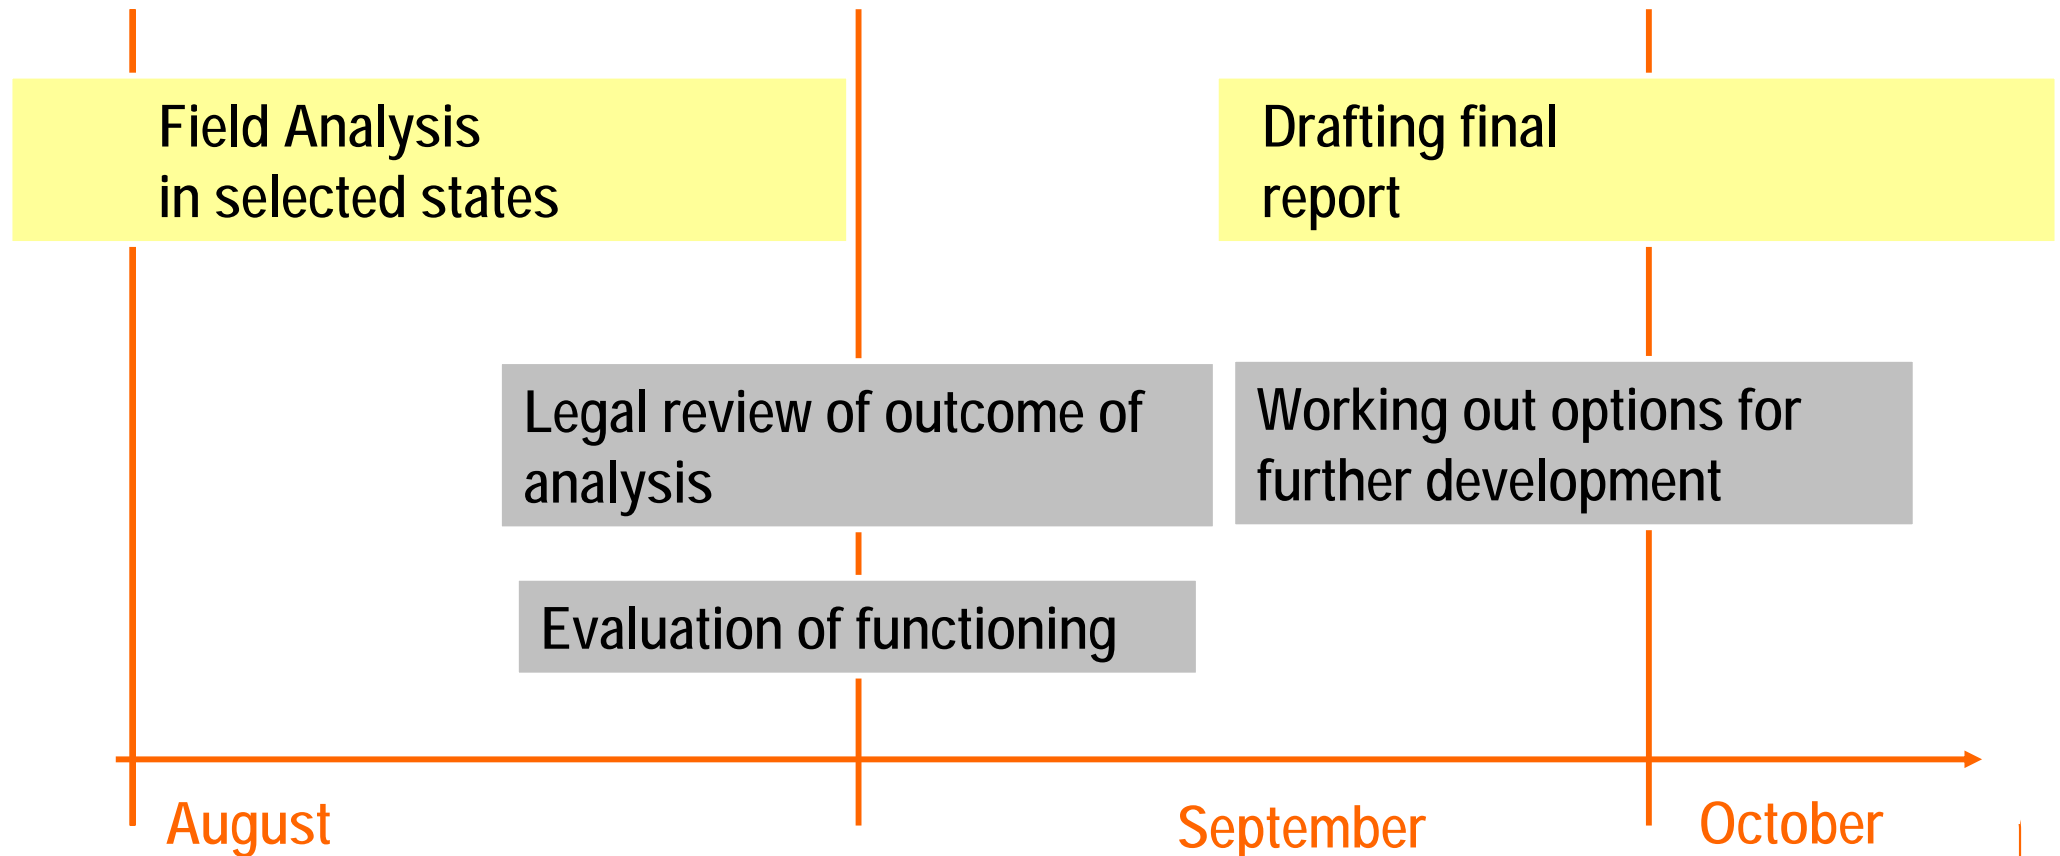 Field Analysis
in selected states
Drafting final
report
Legal review of outcome of
analysis
Working out options for
further development
Evaluation of functioning
August
September
October